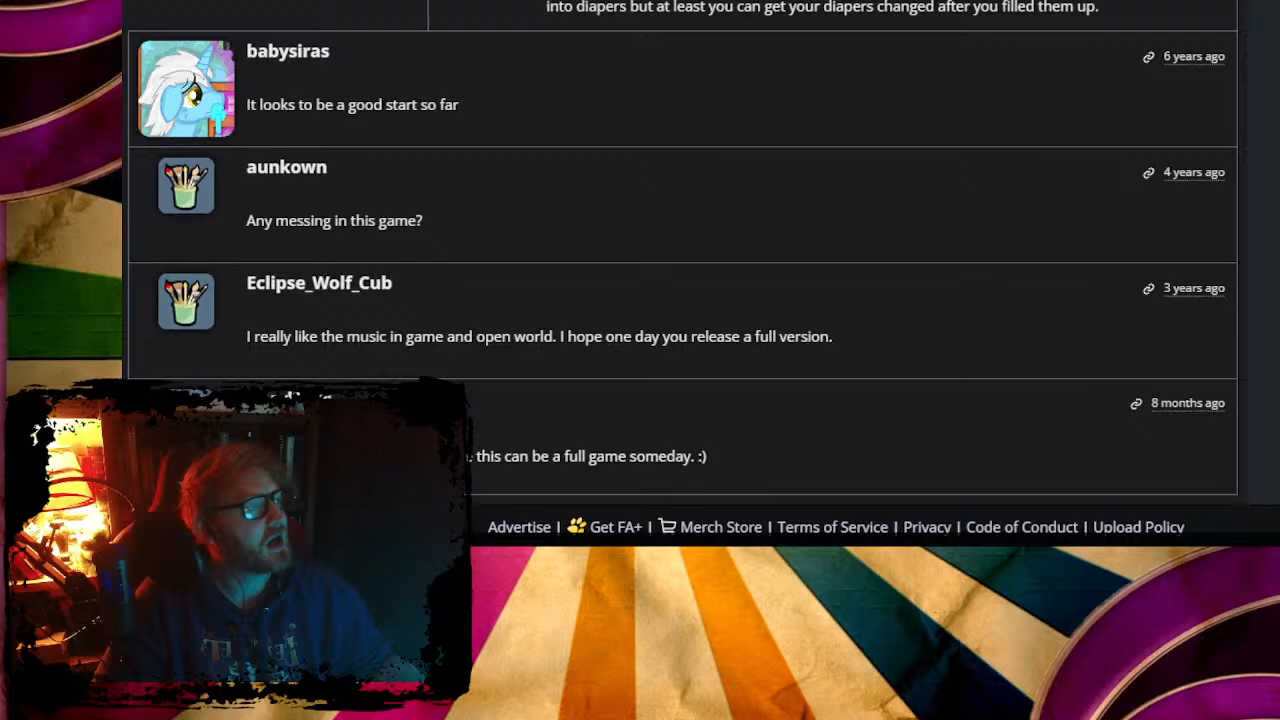 into diapers but at least you can get your diapers changed after you filled them up.
babysiras
6 years ago
It looks to be a good start so far
aunkown
4 years ago
Any messing in this game?
Eclipse_Wolf_Cub
3 years ago
I really like the music in game and open world. I hope one day you release a full version.
8 months ago
. this can be a full game someday. :)
Advertise | Get FA+ | Merch Store | Terms of Service | Privacy | Code of Conduct | Upload Policy